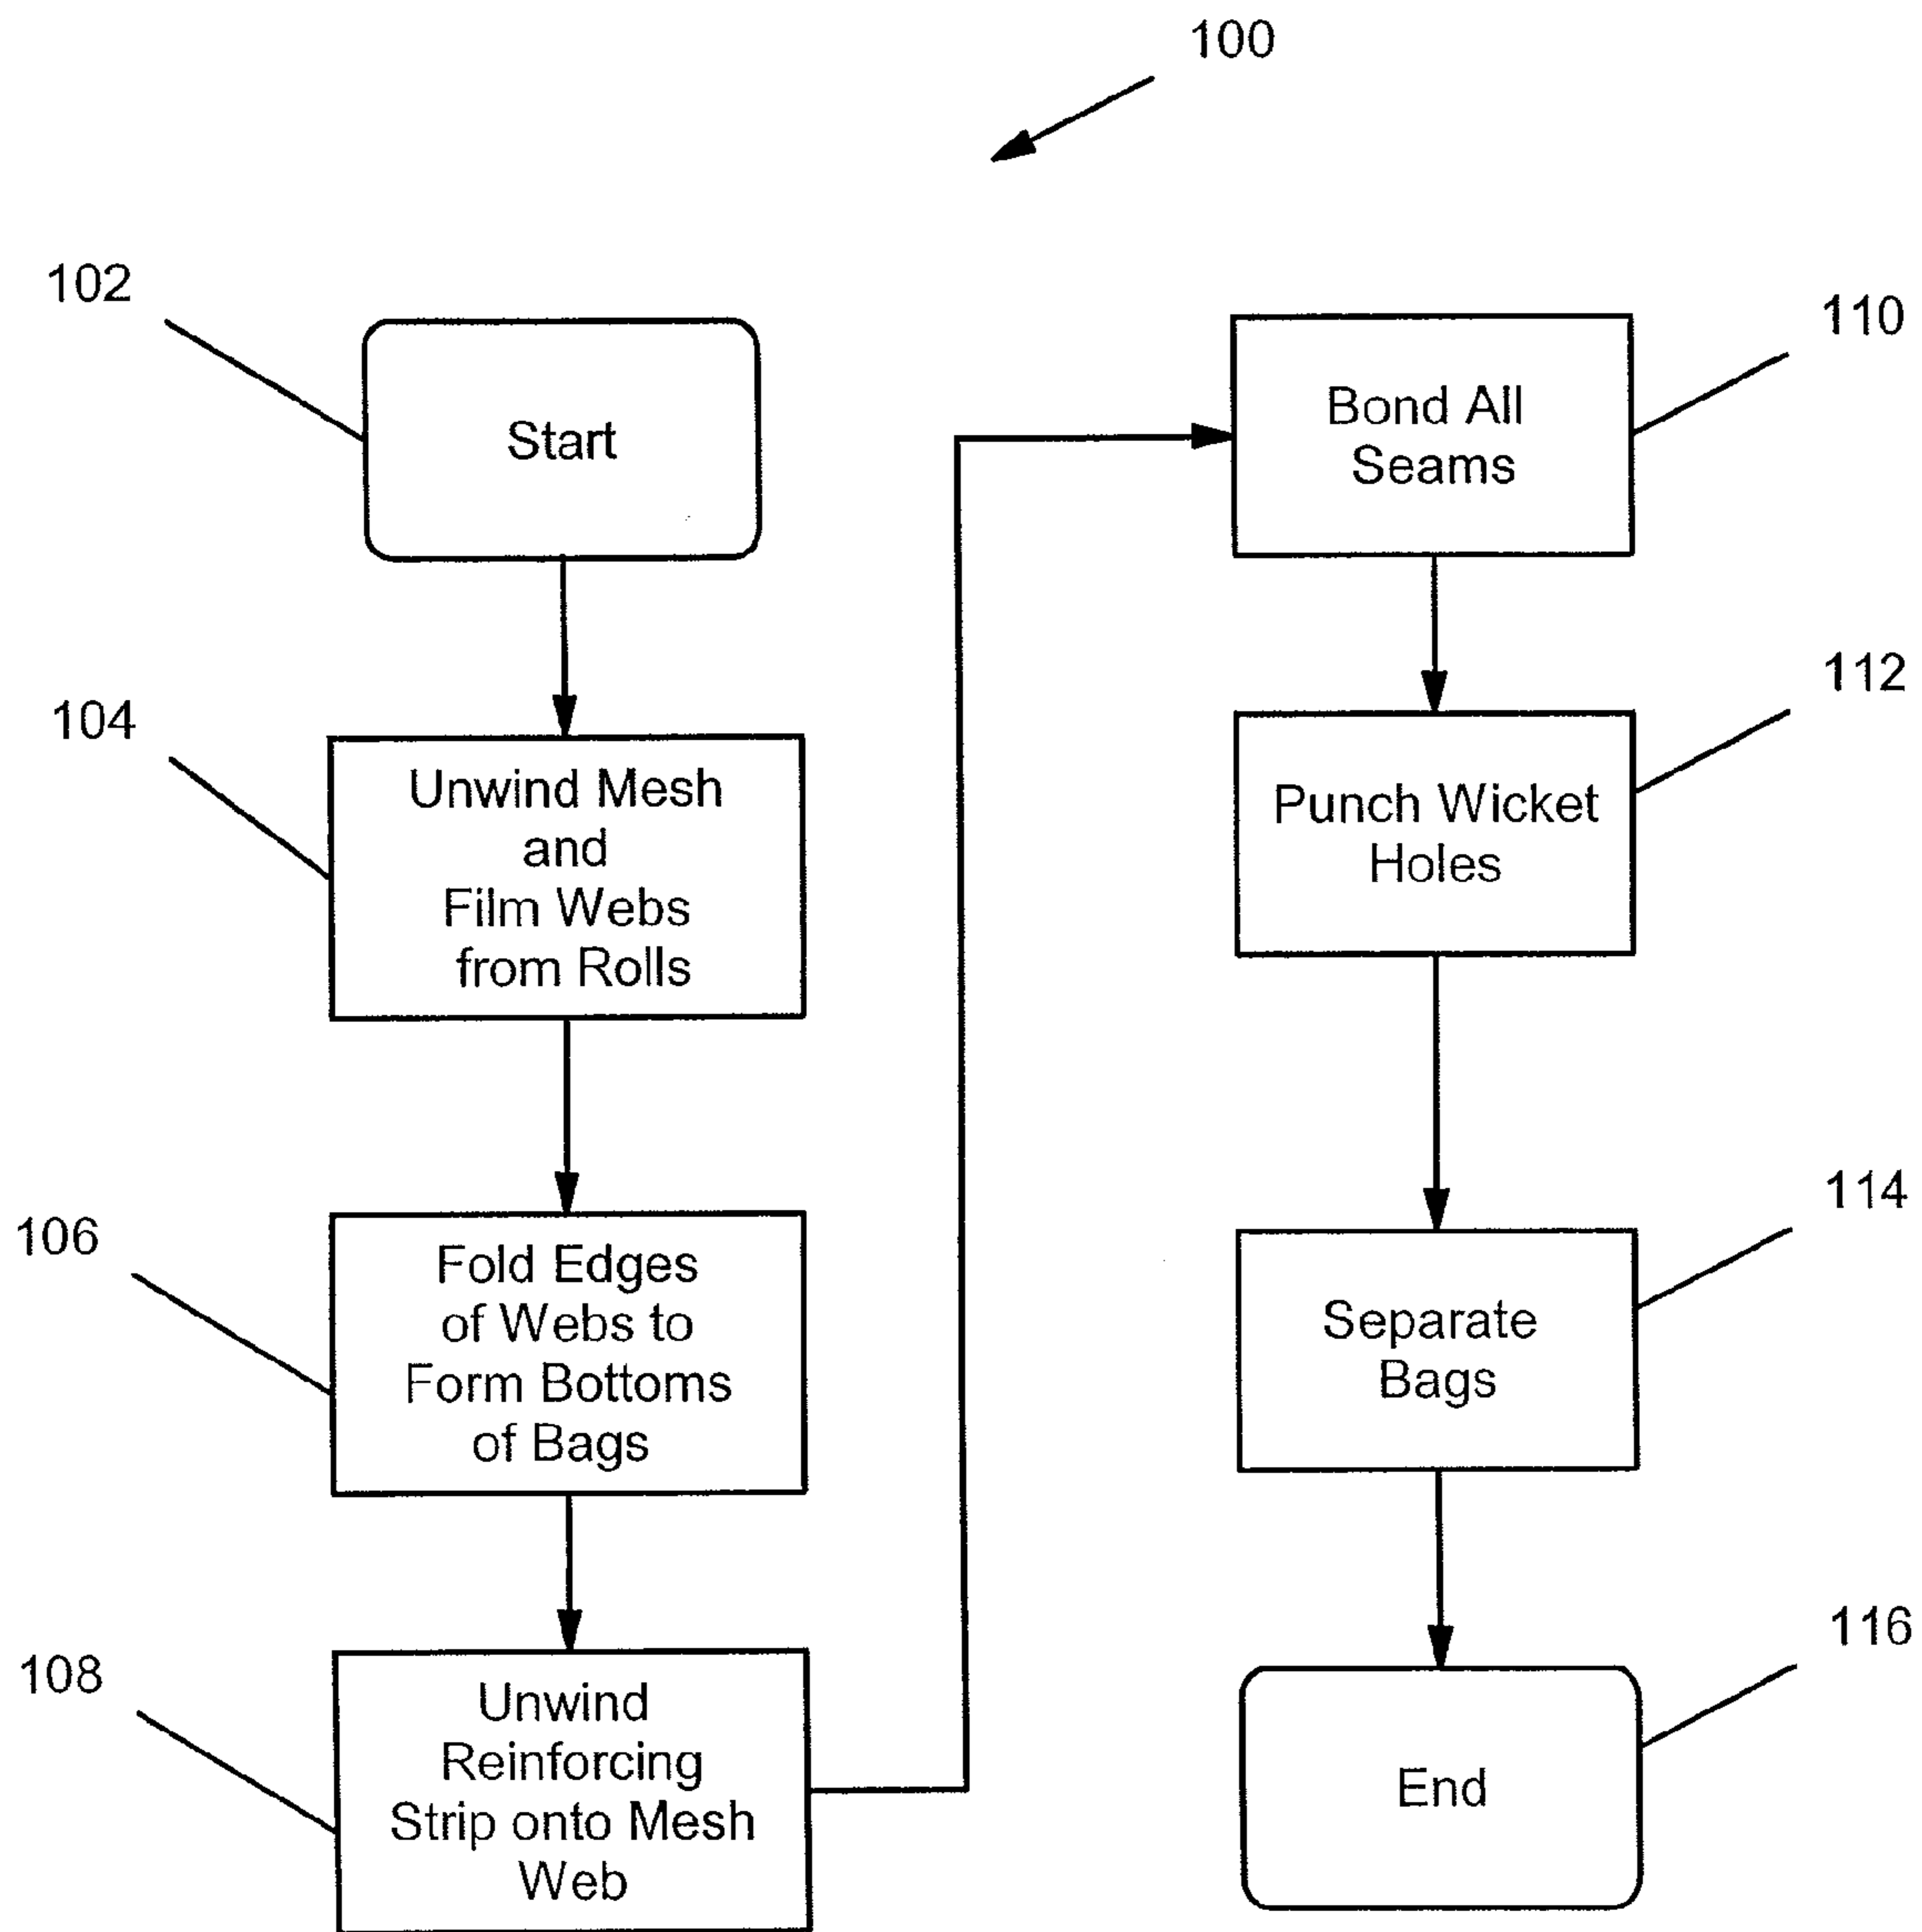 100
102
Start
104
Unwind Mesh
and
Film Webs
from Rolls
106
Fold Edges
of Webs to
Form Bottoms
of Bags
108
Unwind
Reinforcing
Strip onto Mesh
Web
110
Bond All
Seams
112
Punch Wicket
Holes
114
Separate
Bags
116
End